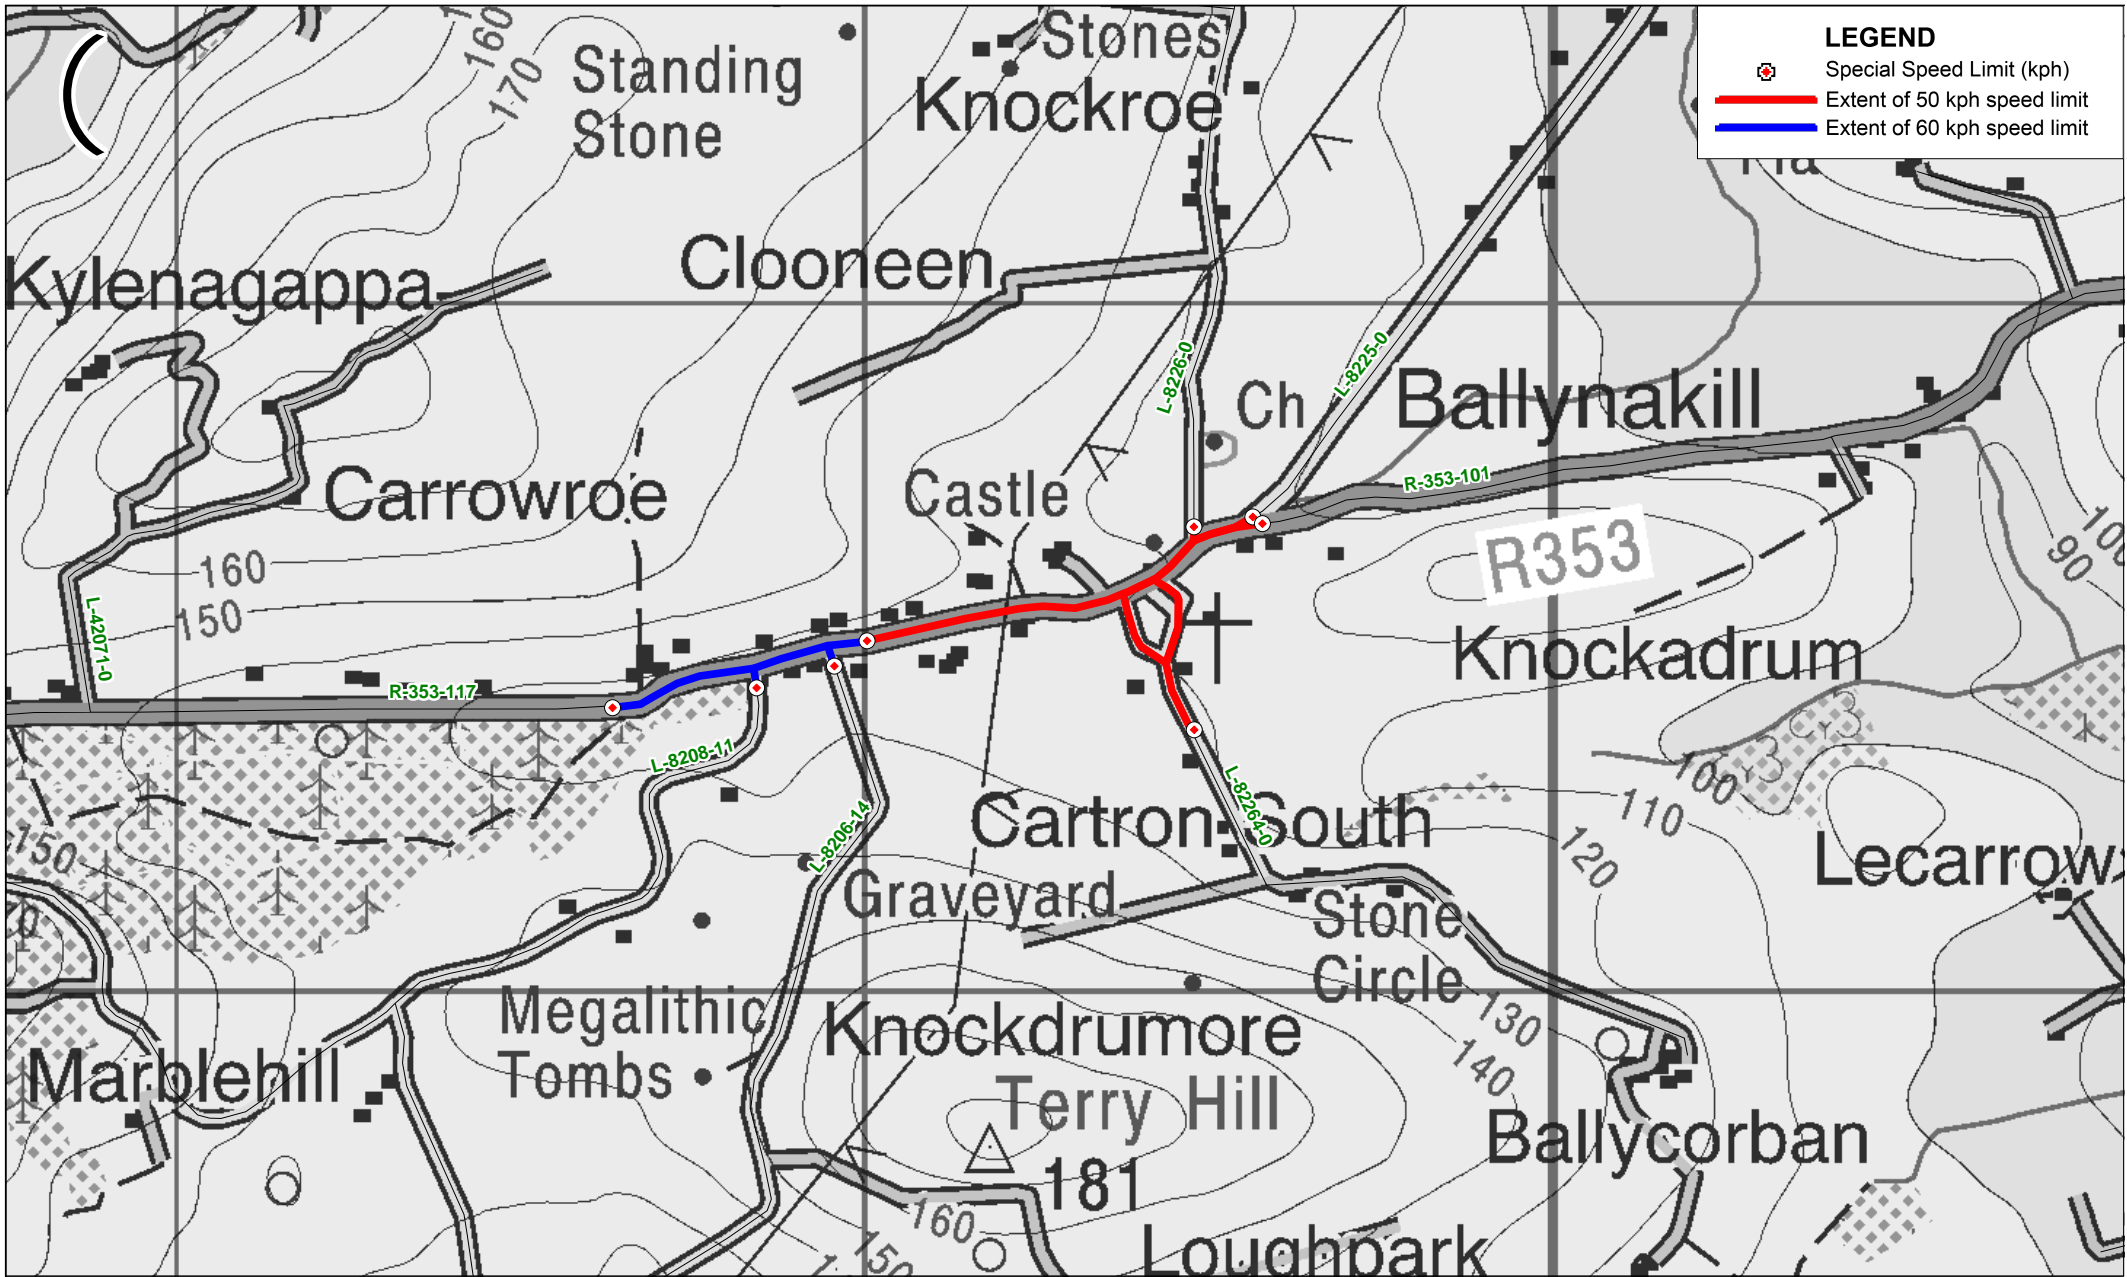 LEGEND
Special Speed Limit (kph)
Extent of 50 kph speed limit
Extent of 60 kph speed limit
160
170
Standing
Stone
Stones
Knockroe
Kylenagappa
Clooneen
L-8226-0
L-8225-0
Ch
Ballynakill
Carrowroe
Castle
R-353-101
R353
100
90
160
150
L-42071-0
Knockadrum
R-353-117
L-8208-11
L-8206-14
L-82264-0
Cartron South
100
110
120
Lecarrow
150
Graveyard
Stone
Circle
Megalithic
Tombs
Knockdrumore
130
140
Marblehill
Terry Hill
181
Ballycorban
160
150
Loughpark